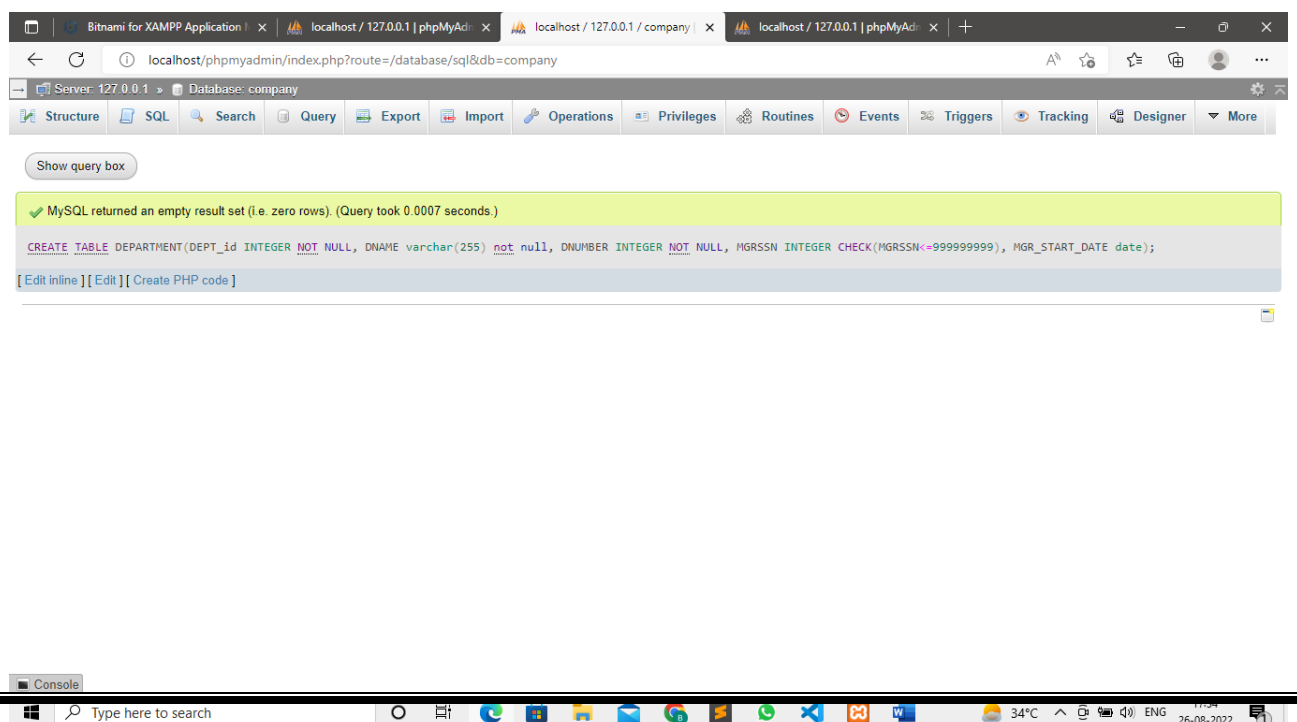 Bitnami for XAMPP Application localhost / 127.0.0.1 | phpMyAdn localhost / 127.0.0.1 / company | localhost / 127.0.0.1 | phpMyAdn
localhost/phpmyadmin/index.php?route=/database/sql&db=company
Server: 127.0.0.1 » Database: company
Structure SQL Search Query Export Import Operations Privileges Routines Events Triggers Tracking Designer More
Show query box
MySQL returned an empty result set (i.e. zero rows). (Query took 0.0007 seconds.)
CREATE TABLE DEPARTMENT(DEPT_id INTEGER NOT NULL, DNAME varchar(255) not null, DNUMBER INTEGER NOT NULL, MGRSSN INTEGER CHECK(MGRSSN<=999999999), MGR_START_DATE date);
[ Edit inline ] [ Edit ] [ Create PHP code ]
Console
Type here to search 34°C ENG
26-08-2022